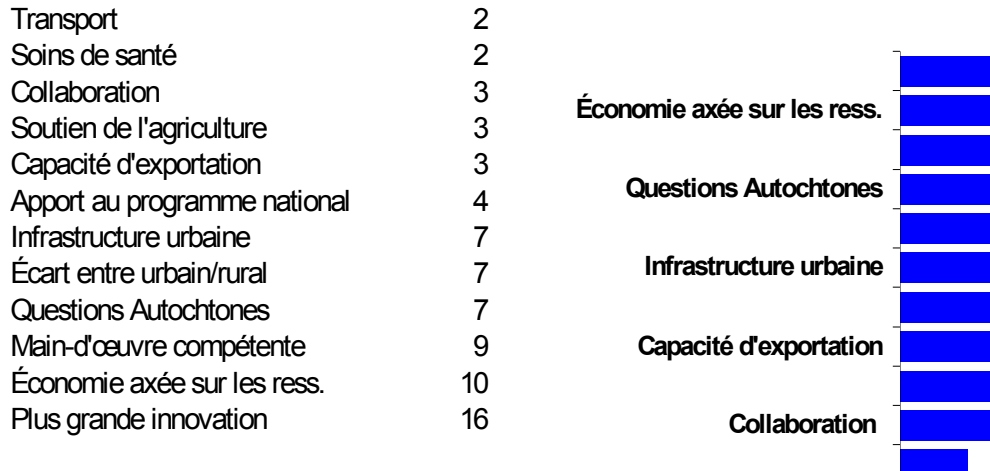 Transport 2
Soins de santé 2
Collaboration 3
Soutien de l'agriculture 3
Capacité d'exportation 3
Apport au programme national 4
Infrastructure urbaine 7
Écart entre urbain/rural 7
Questions Autochtones 7
Main-d'œuvre compétente 9
Économie axée sur les ress. 10
Plus grande innovation 16
Économie axée sur les ress.
Questions Autochtones
Infrastructure urbaine
Capacité d'exportation
Collaboration